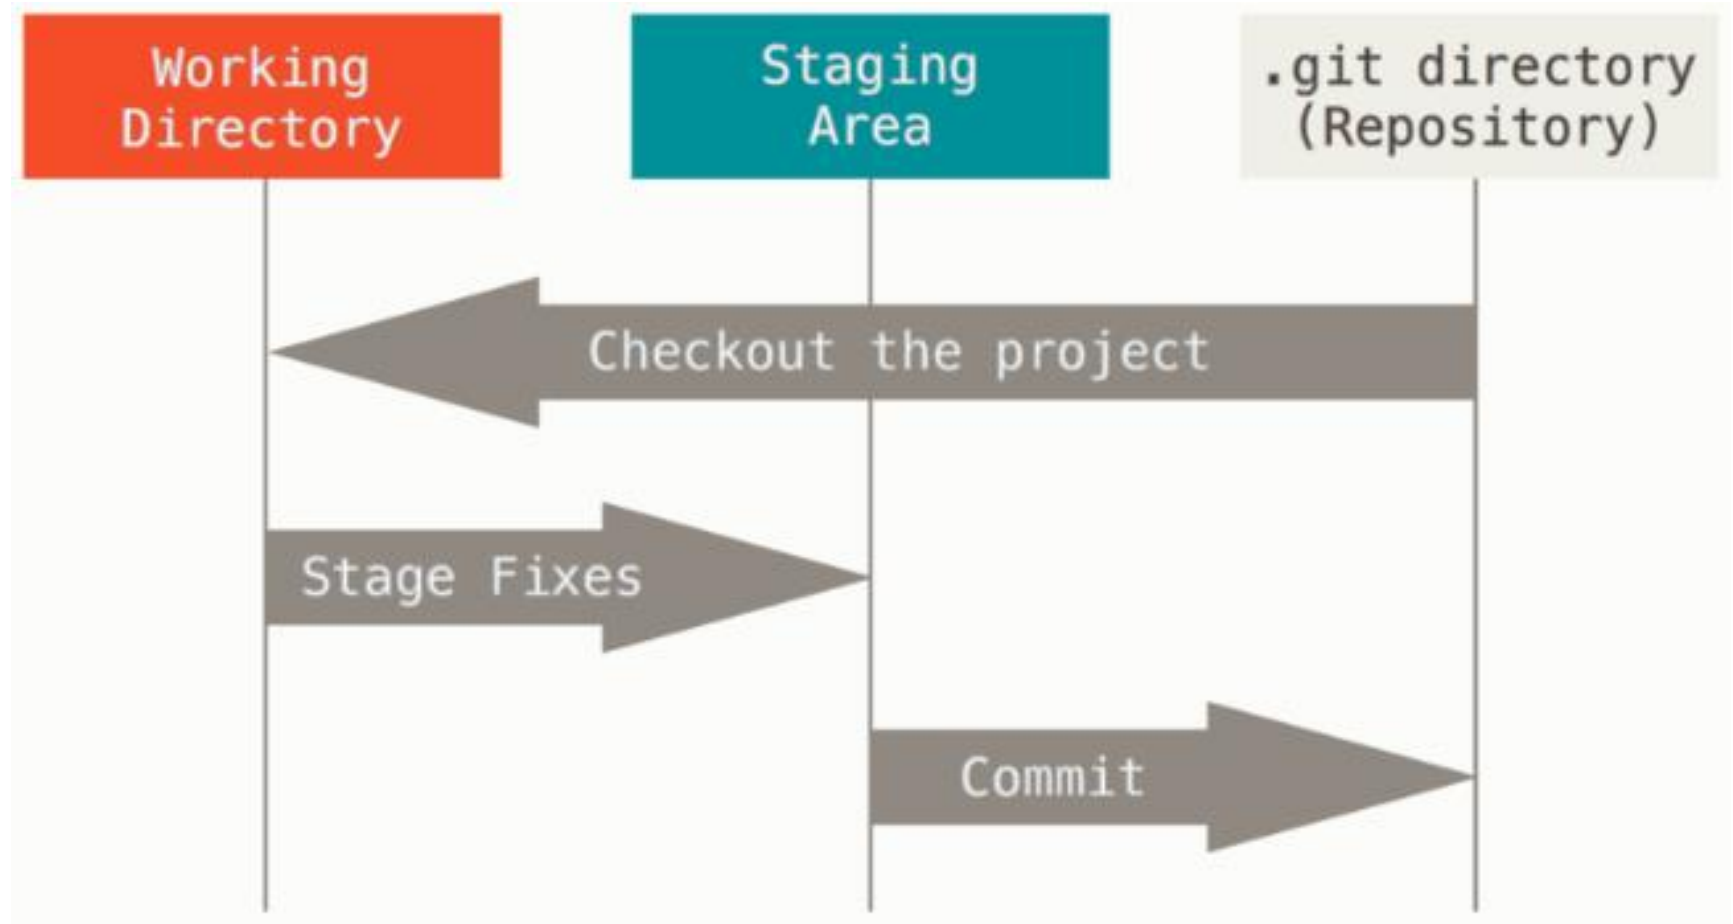 Working
Directory
Staging
Area
.git directory
(Repository)
Checkout the project
Stage Fixes
Commit